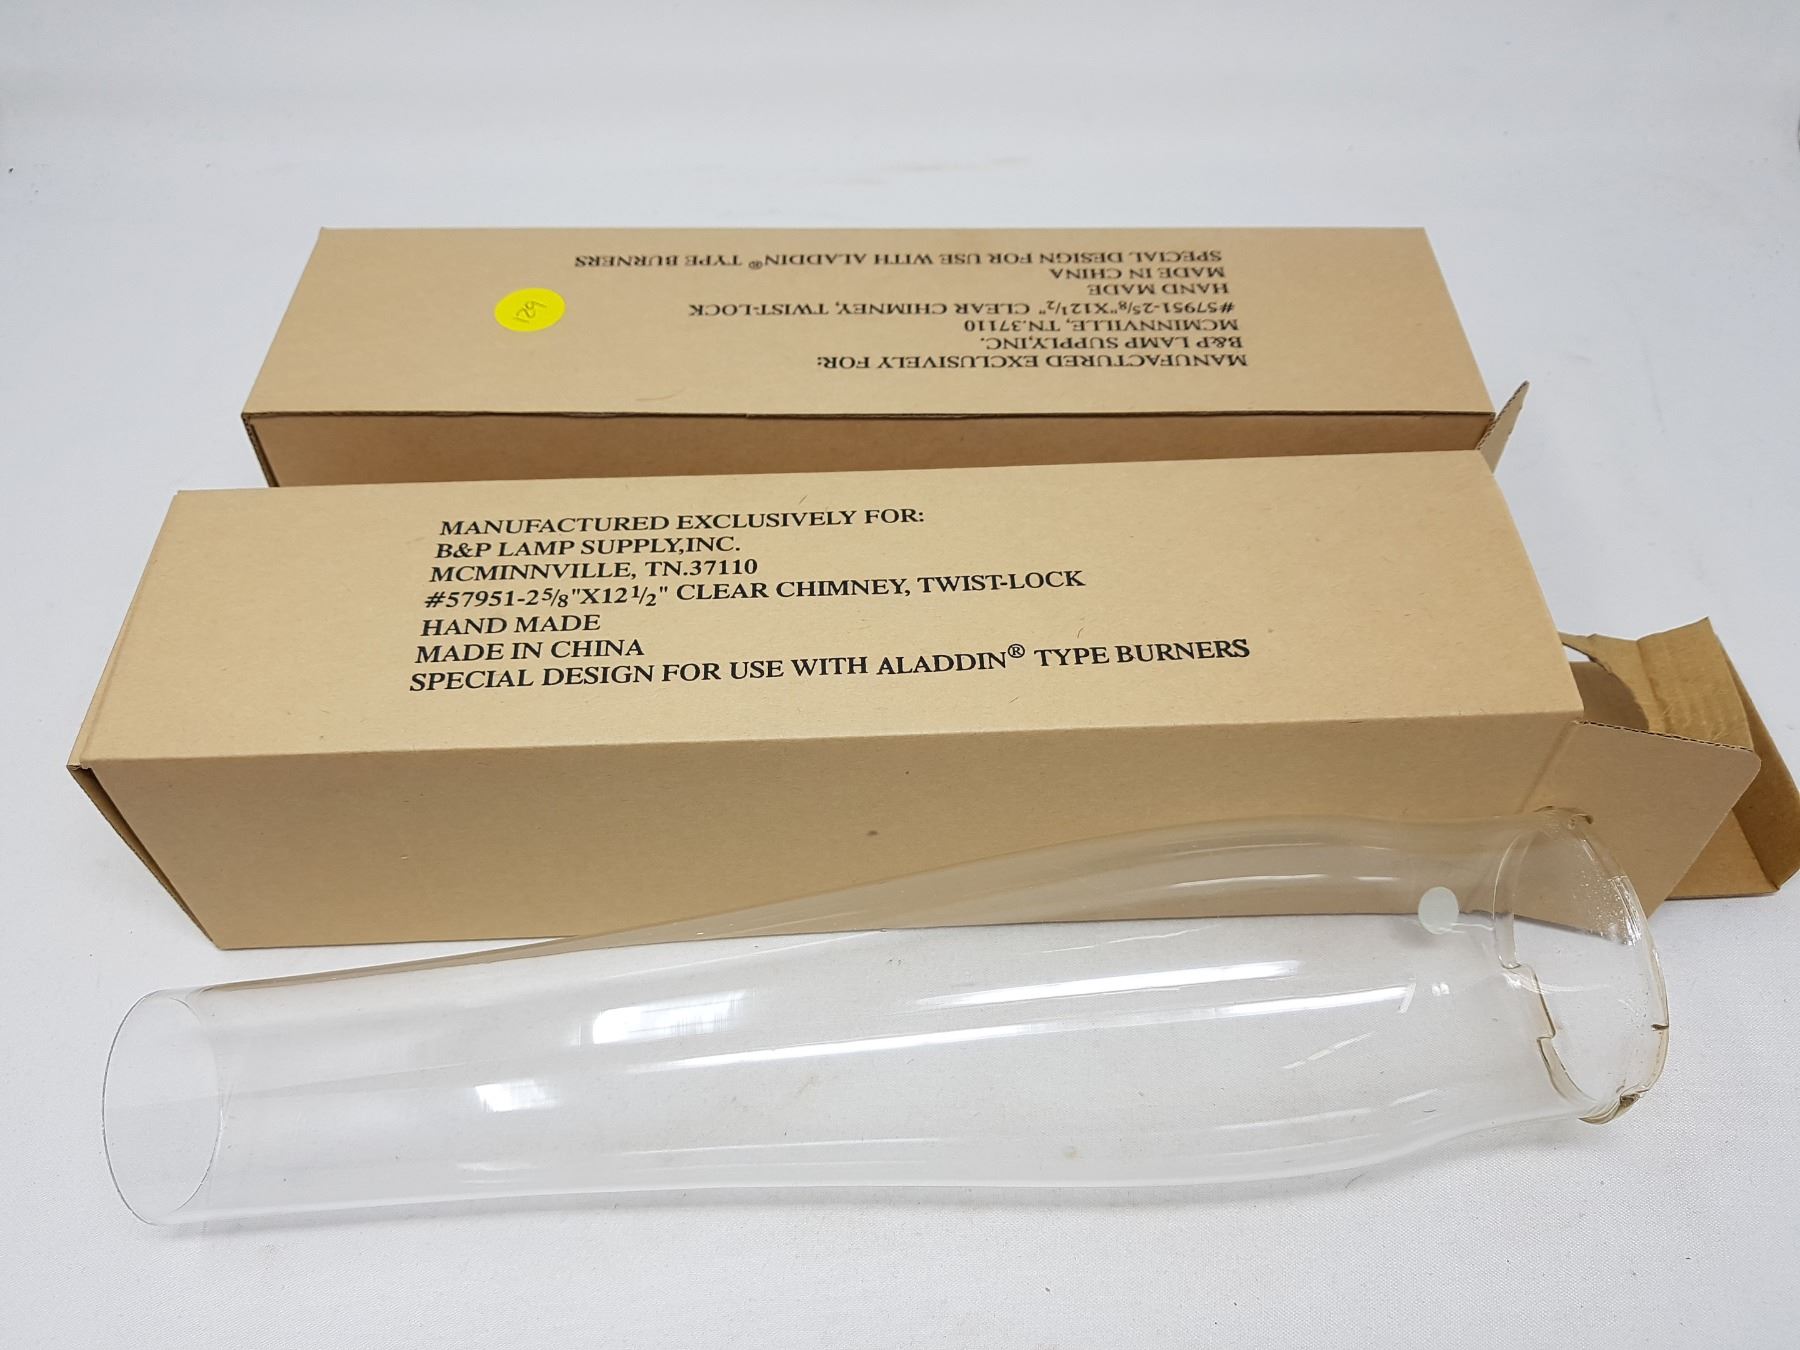 MANUFACTURED EXCLUSIVELY FOR:
B&P LAMP SUPPLY,INC.
MCMINNVILLE, TN.37110
#57951-2⅝"X12½" CLEAR CHIMNEY, TWIST-LOCK
HAND MADE
MADE IN CHINA
SPECIAL DESIGN FOR USE WITH ALADDIN® TYPE BURNERS
129
MANUFACTURED EXCLUSIVELY FOR:
B&P LAMP SUPPLY,INC.
MCMINNVILLE, TN.37110
#57951-2⅝"X12½" CLEAR CHIMNEY, TWIST-LOCK
HAND MADE
MADE IN CHINA
SPECIAL DESIGN FOR USE WITH ALADDIN® TYPE BURNERS